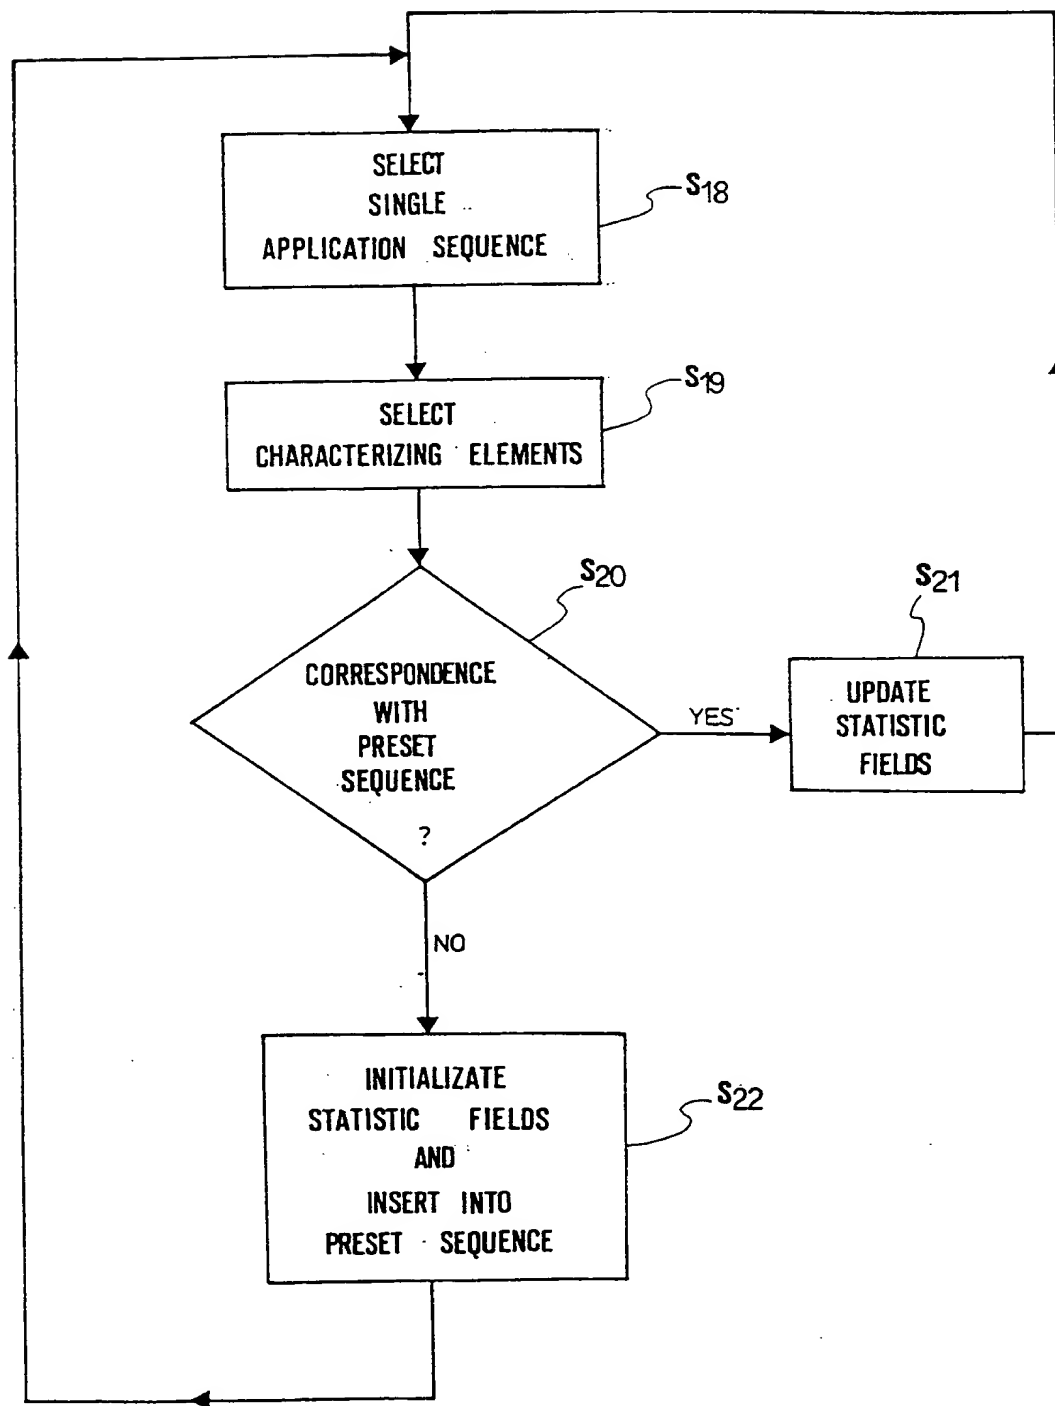 SELECT
SINGLE
APPLICATION SEQUENCE
S18
SELECT
CHARACTERIZING ELEMENTS
S19
CORRESPONDENCE
WITH
PRESET
SEQUENCE
?
S20
YES
S21
UPDATE
STATISTIC
FIELDS
NO
INITIALIZATE
STATISTIC FIELDS
AND
INSERT INTO
PRESET SEQUENCE
S22